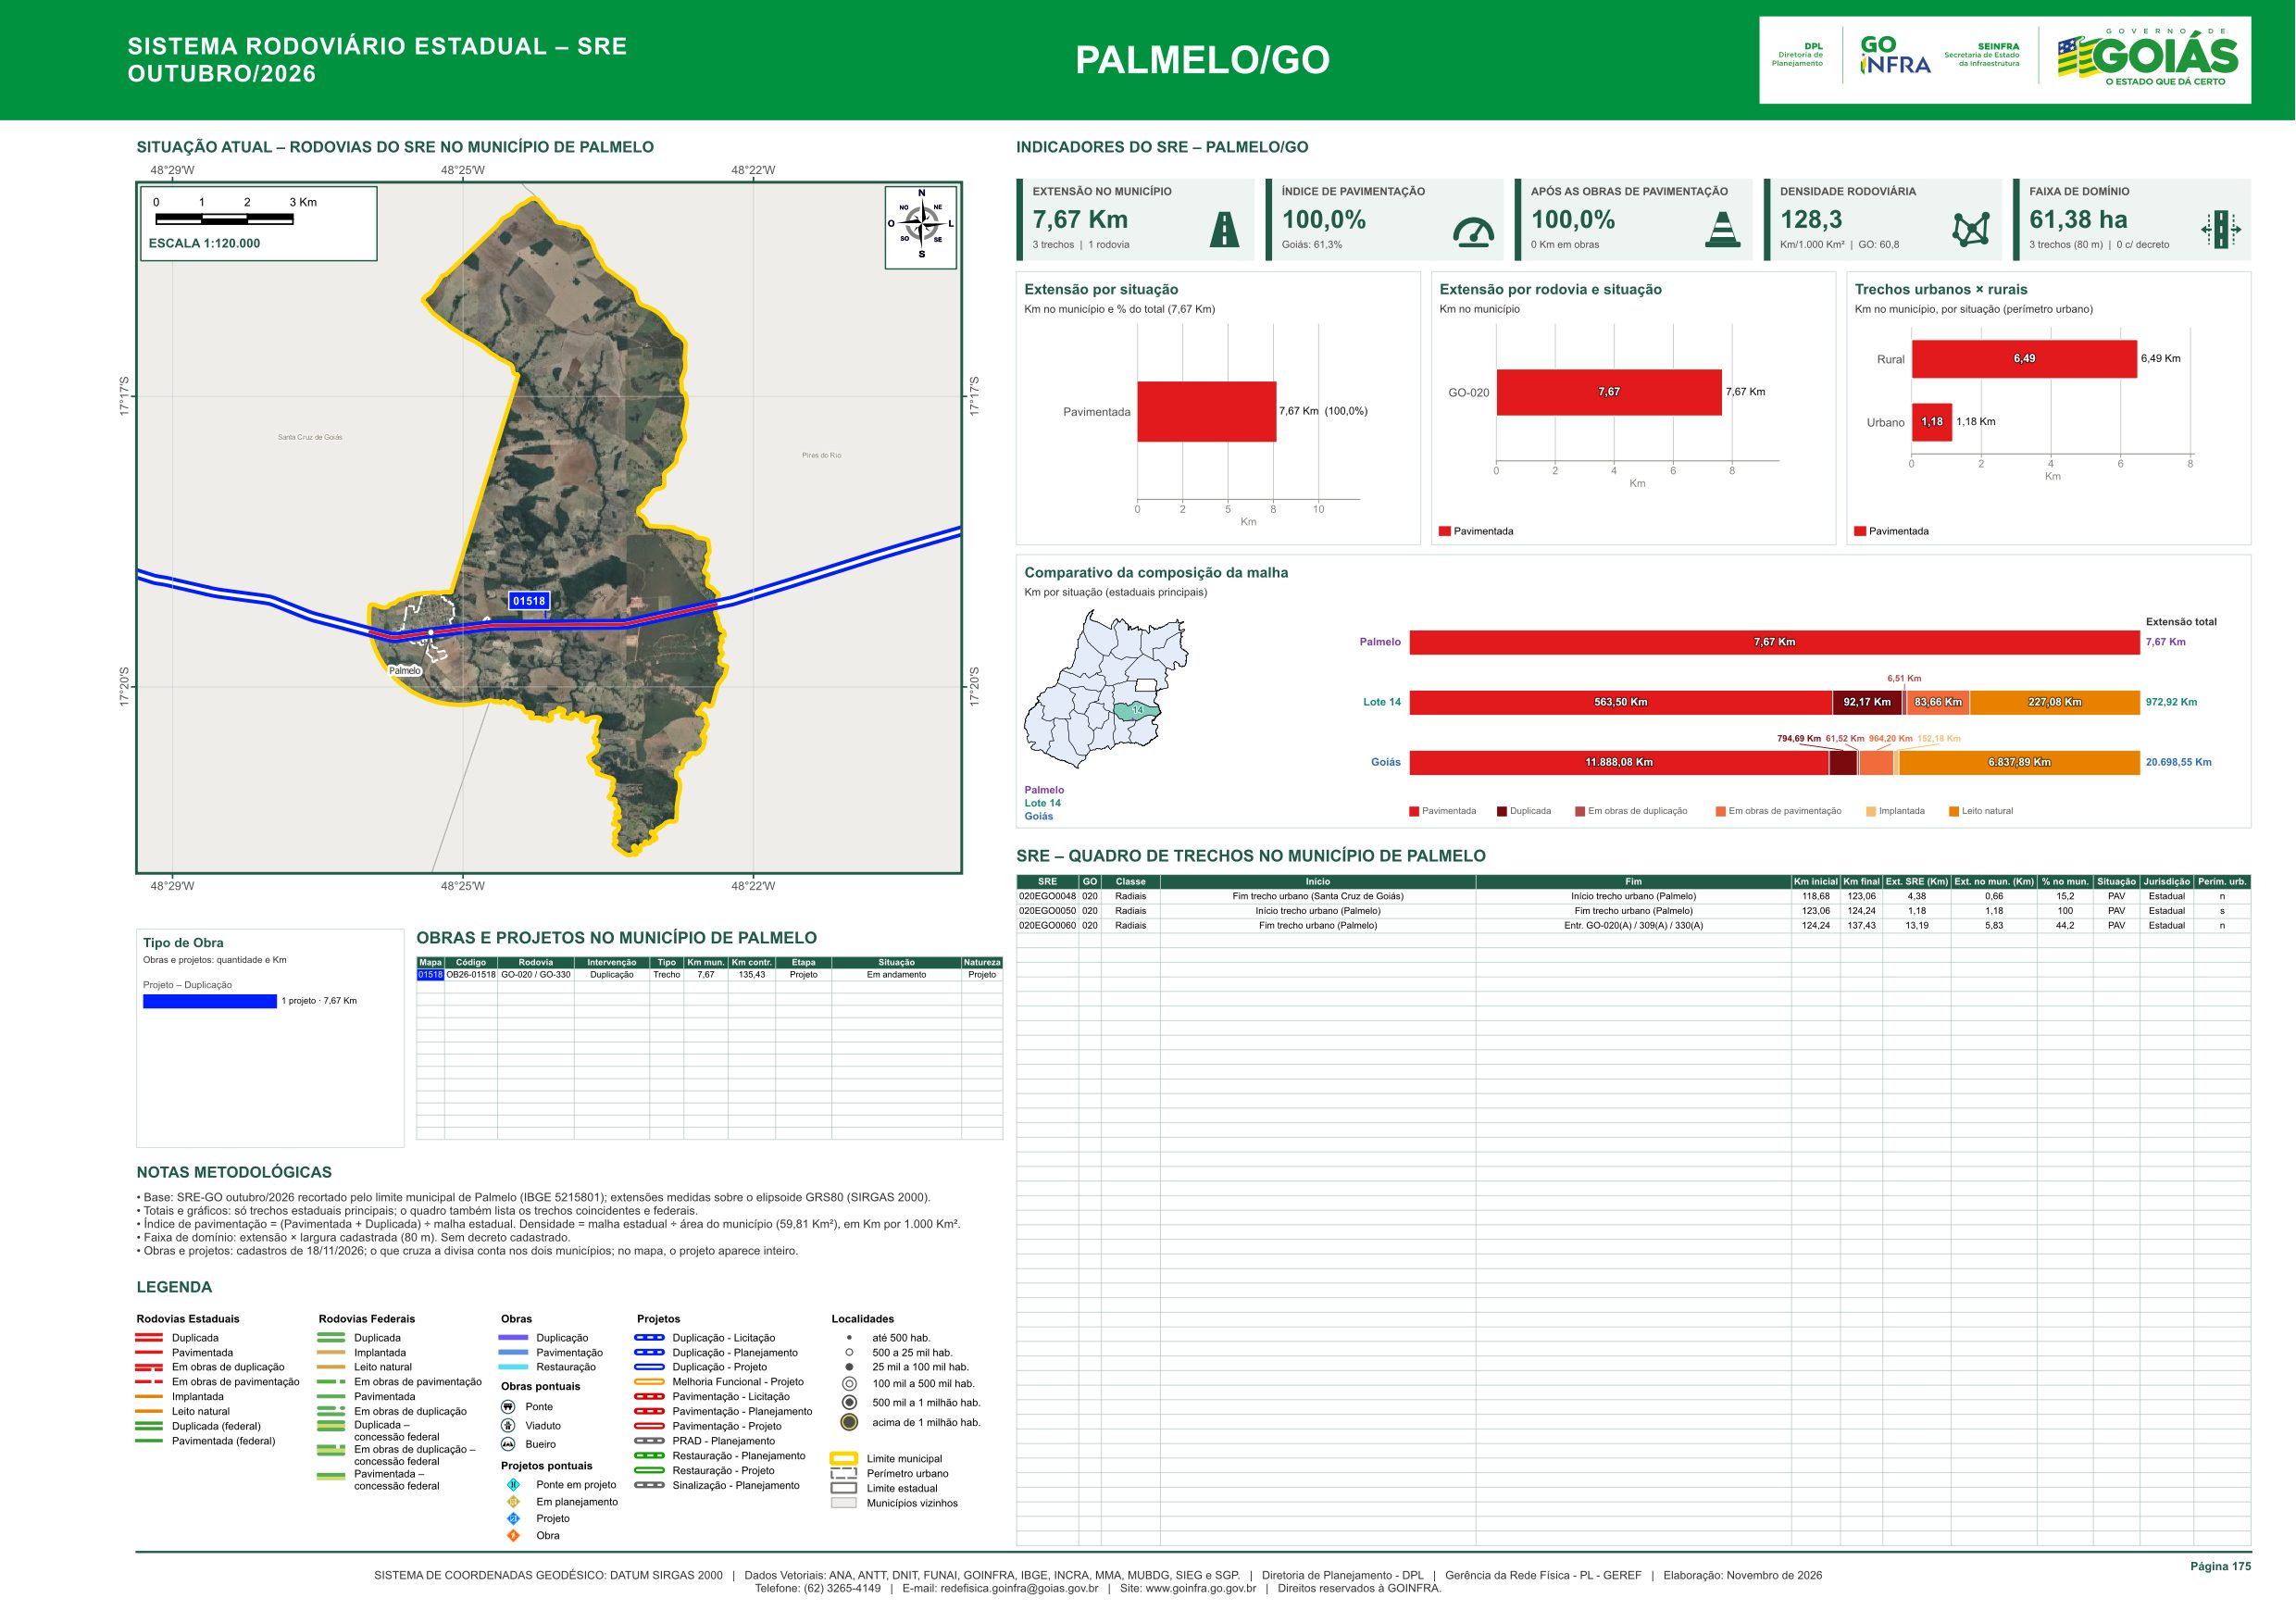 SISTEMA RODOVIÁRIO ESTADUAL – SRE
OUTUBRO/2026
PALMELO/GO
DPL
Diretoria de
Planejamento
GO
iNFRA
SEINFRA
Secretaria de Estado
da Infraestrutura
GOVERNO DE
GOIÁS
O ESTADO QUE DÁ CERTO
SITUAÇÃO ATUAL – RODOVIAS DO SRE NO MUNICÍPIO DE PALMELO
48°29'W 48°25'W 48°22'W
0 1 2 3 Km
ESCALA 1:120.000
N
NO NE
O L
SO SE
S
17°17'S 17°17'S
Santa Cruz de Goiás
Pires do Rio
01518
Palmelo
17°20'S 17°20'S
48°29'W 48°25'W 48°22'W
INDICADORES DO SRE – PALMELO/GO
EXTENSÃO NO MUNICÍPIO
7,67 Km
3 trechos | 1 rodovia
ÍNDICE DE PAVIMENTAÇÃO
100,0%
Goiás: 61,3%
APÓS AS OBRAS DE PAVIMENTAÇÃO
100,0%
0 Km em obras
DENSIDADE RODOVIÁRIA
128,3
Km/1.000 Km² | GO: 60,8
FAIXA DE DOMÍNIO
61,38 ha
3 trechos (80 m) | 0 c/ decreto
Extensão por situação
Km no município e % do total (7,67 Km)
Pavimentada
7,67 Km (100,0%)
0 2 5 8 10
Km
Extensão por rodovia e situação
Km no município
GO-020
7,67
7,67 Km
0 2 4 6 8
Km
Pavimentada
Trechos urbanos × rurais
Km no município, por situação (perímetro urbano)
Rural
6,49
6,49 Km
Urbano
1,18
1,18 Km
0 2 4 6 8
Km
Pavimentada
Comparativo da composição da malha
Km por situação (estaduais principais)
14
Palmelo
Lote 14
Goiás
Extensão total
Palmelo 7,67 Km 7,67 Km
6,51 Km
Lote 14 563,50 Km 92,17 Km 83,66 Km 227,08 Km 972,92 Km
794,69 Km 61,52 Km 964,20 Km 152,18 Km
Goiás 11.888,08 Km 6.837,89 Km 20.698,55 Km
Pavimentada Duplicada Em obras de duplicação Em obras de pavimentação Implantada Leito natural
SRE – QUADRO DE TRECHOS NO MUNICÍPIO DE PALMELO
SRE GO Classe Início Fim Km inicial Km final Ext. SRE (Km) Ext. no mun. (Km) % no mun. Situação Jurisdição Perím. urb.
020EGO0048 020 Radiais Fim trecho urbano (Santa Cruz de Goiás) Início trecho urbano (Palmelo) 118,68 123,06 4,38 0,66 15,2 PAV Estadual n
020EGO0050 020 Radiais Início trecho urbano (Palmelo) Fim trecho urbano (Palmelo) 123,06 124,24 1,18 1,18 100 PAV Estadual s
020EGO0060 020 Radiais Fim trecho urbano (Palmelo) Entr. GO-020(A) / 309(A) / 330(A) 124,24 137,43 13,19 5,83 44,2 PAV Estadual n
Tipo de Obra
Obras e projetos: quantidade e Km
Projeto – Duplicação
1 projeto · 7,67 Km
OBRAS E PROJETOS NO MUNICÍPIO DE PALMELO
Mapa Código Rodovia Intervenção Tipo Km mun. Km contr. Etapa Situação Natureza
01518 OB26-01518 GO-020 / GO-330 Duplicação Trecho 7,67 135,43 Projeto Em andamento Projeto
NOTAS METODOLÓGICAS
• Base: SRE-GO outubro/2026 recortado pelo limite municipal de Palmelo (IBGE 5215801); extensões medidas sobre o elipsoide GRS80 (SIRGAS 2000).
• Totais e gráficos: só trechos estaduais principais; o quadro também lista os trechos coincidentes e federais.
• Índice de pavimentação = (Pavimentada + Duplicada) ÷ malha estadual. Densidade = malha estadual ÷ área do município (59,81 Km²), em Km por 1.000 Km².
• Faixa de domínio: extensão × largura cadastrada (80 m). Sem decreto cadastrado.
• Obras e projetos: cadastros de 18/11/2026; o que cruza a divisa conta nos dois municípios; no mapa, o projeto aparece inteiro.
LEGENDA
Rodovias Estaduais
Duplicada
Pavimentada
Em obras de duplicação
Em obras de pavimentação
Implantada
Leito natural
Duplicada (federal)
Pavimentada (federal)
Rodovias Federais
Duplicada
Implantada
Leito natural
Em obras de pavimentação
Pavimentada
Em obras de duplicação
Duplicada –
concessão federal
Em obras de duplicação –
concessão federal
Pavimentada –
concessão federal
Obras
Duplicação
Pavimentação
Restauração
Obras pontuais
Ponte
Viaduto
Bueiro
Projetos pontuais
Ponte em projeto
Em planejamento
Projeto
Obra
Projetos
Duplicação - Licitação
Duplicação - Planejamento
Duplicação - Projeto
Melhoria Funcional - Projeto
Pavimentação - Licitação
Pavimentação - Planejamento
Pavimentação - Projeto
PRAD - Planejamento
Restauração - Planejamento
Restauração - Projeto
Sinalização - Planejamento
Localidades
até 500 hab.
500 a 25 mil hab.
25 mil a 100 mil hab.
100 mil a 500 mil hab.
500 mil a 1 milhão hab.
acima de 1 milhão hab.
Limite municipal
Perímetro urbano
Limite estadual
Municípios vizinhos
Página 175
SISTEMA DE COORDENADAS GEODÉSICO: DATUM SIRGAS 2000 | Dados Vetoriais: ANA, ANTT, DNIT, FUNAI, GOINFRA, IBGE, INCRA, MMA, MUBDG, SIEG e SGP. | Diretoria de Planejamento - DPL | Gerência da Rede Física - PL - GEREF | Elaboração: Novembro de 2026
Telefone: (62) 3265-4149 | E-mail: redefisica.goinfra@goias.gov.br | Site: www.goinfra.go.gov.br | Direitos reservados à GOINFRA.